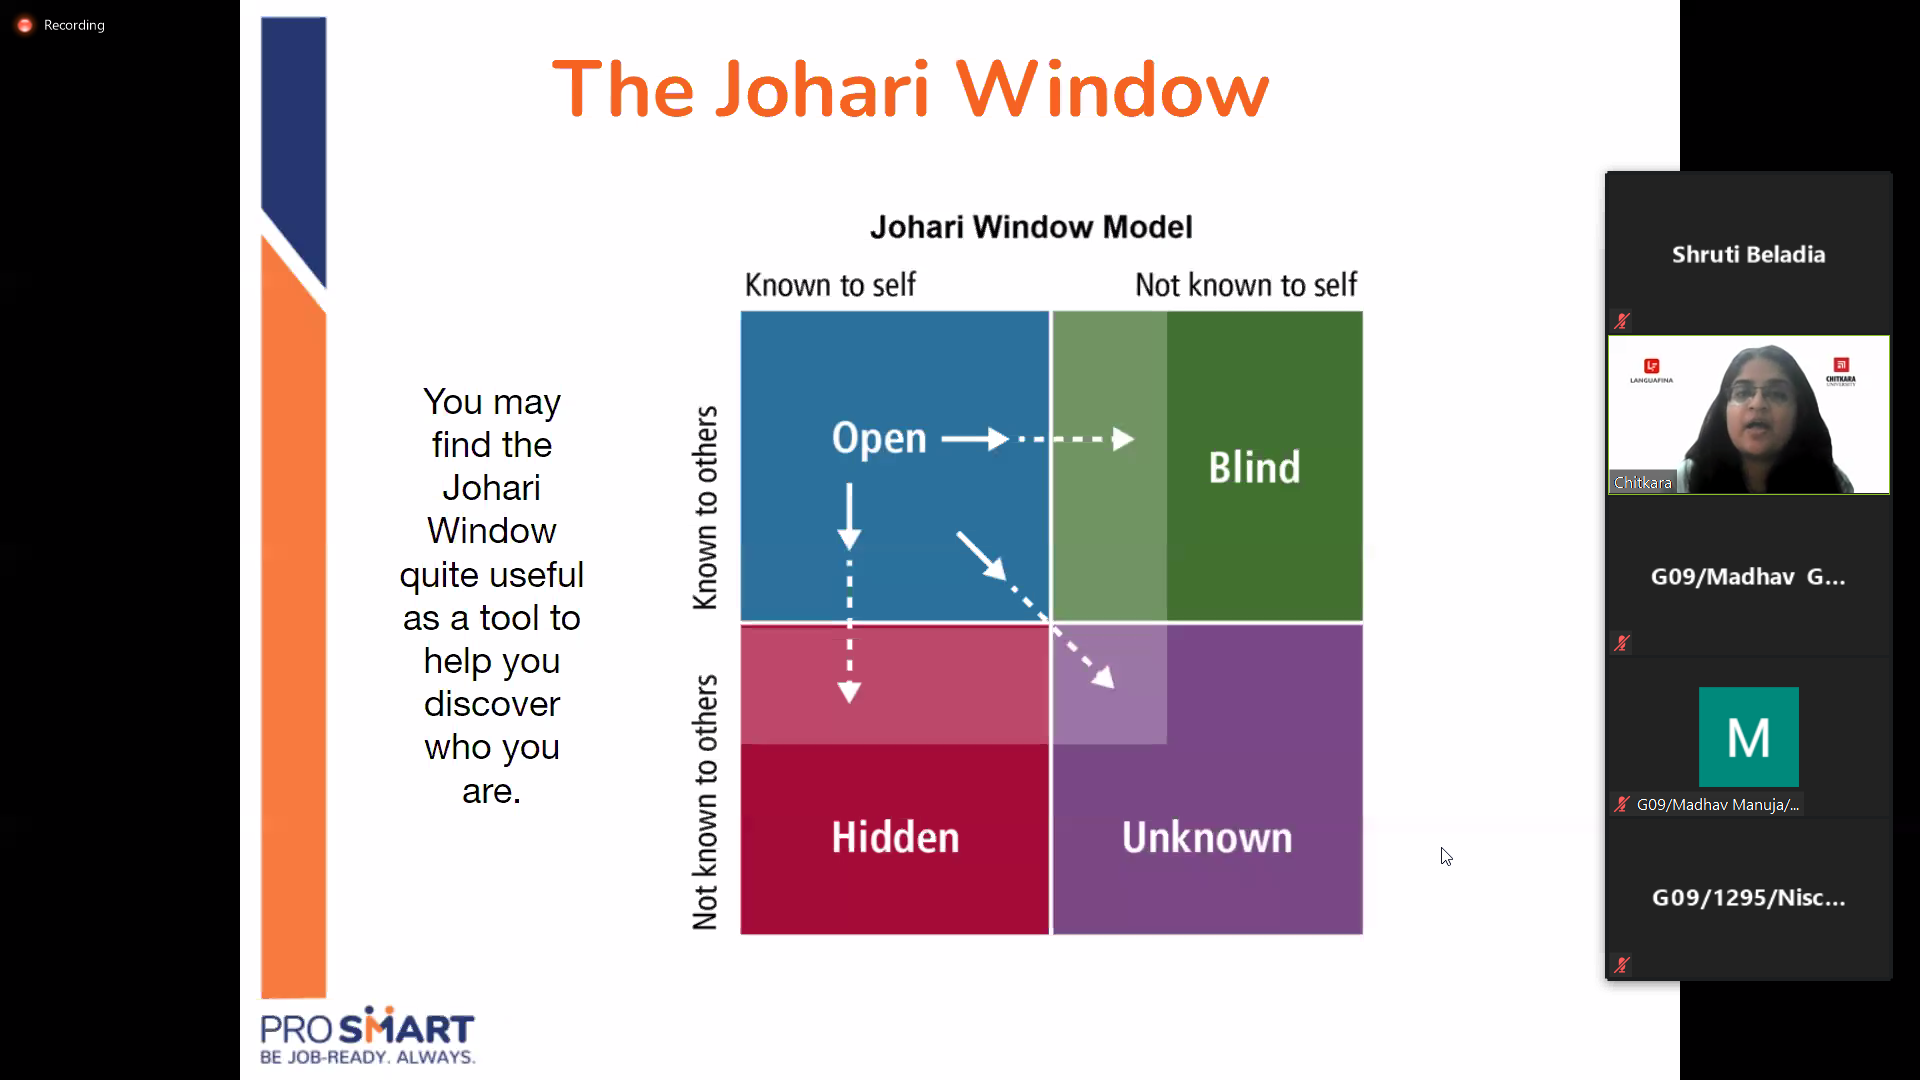 Recording
The Johari Window
Johari Window Model
Known to self
Not known to self
Known to others
Not known to others
Open
Blind
Hidden
Unknown
You may
find the
Johari
Window
quite useful
as a tool to
help you
discover
who you
are.
PRO SMART
BE JOB-READY. ALWAYS.
Shruti Beladia
LF
LANGUAFINA
CHITKARA
UNIVERSITY
Chitkara
G09/Madhav G...
M
G09/Madhav Manuja/...
G09/1295/Nisc...